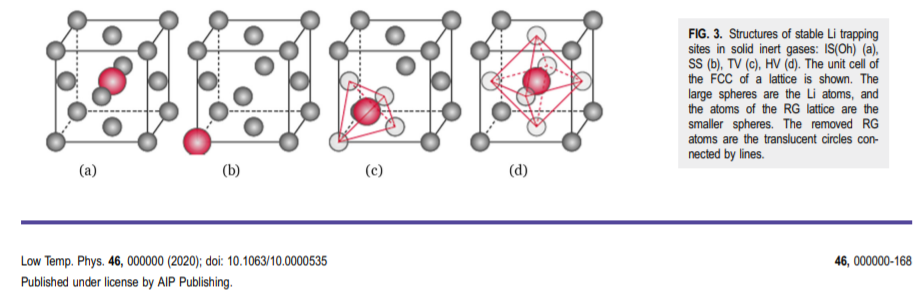 (a)
(b)
(c)
(d)
FIG. 3. Structures of stable Li trapping
sites in solid inert gases: IS(Oh) (a),
SS (b), TV (c), HV (d). The unit cell of
the FCC of a lattice is shown. The
large spheres are the Li atoms, and
the atoms of the RG lattice are the
smaller spheres. The removed RG
atoms are the translucent circles con-
nected by lines.
Low Temp. Phys. 46, 000000 (2020); doi: 10.1063/10.0000535
46, 000000-168
Published under license by AIP Publishing.